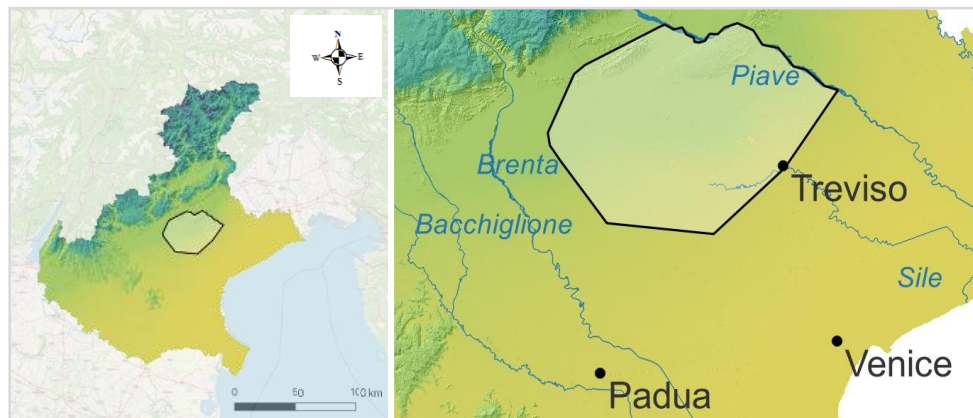 N
W E
S
0 50 100 km
Piave
Brenta
Treviso
Bacchiglione
Sile
Venice
Padua